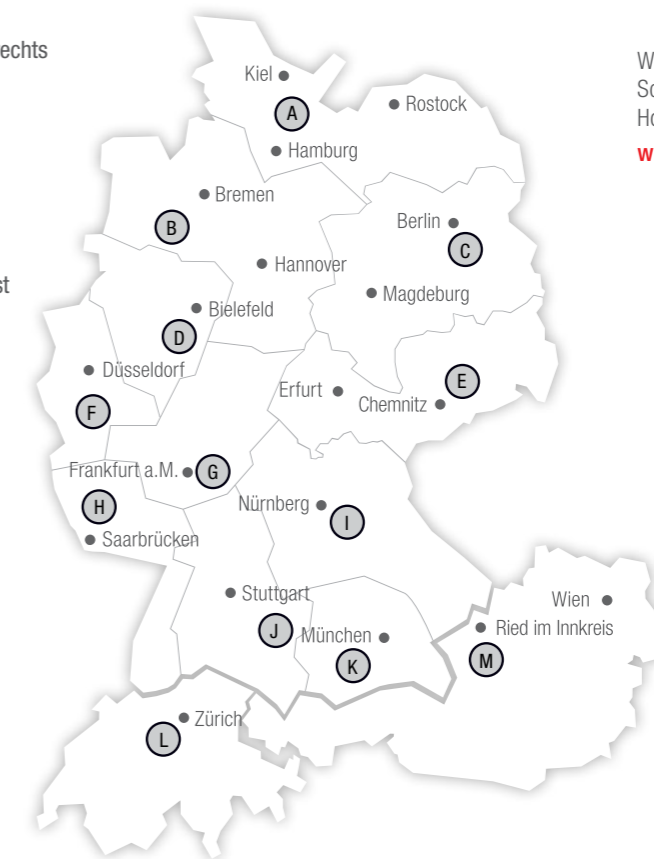 echts
Kiel
A
Rostock
Hamburg
Bremen
B
Berlin
C
Hannover
st
Magdeburg
Bielefeld
D
Düsseldorf
E
Erfurt
Chemnitz
F
Frankfurt a.M.
G
H
Nürnberg
I
Saarbrücken
Stuttgart
Wien
Ried im Innkreis
J
München
K
M
Zürich
L
W
Sc
Ho
w